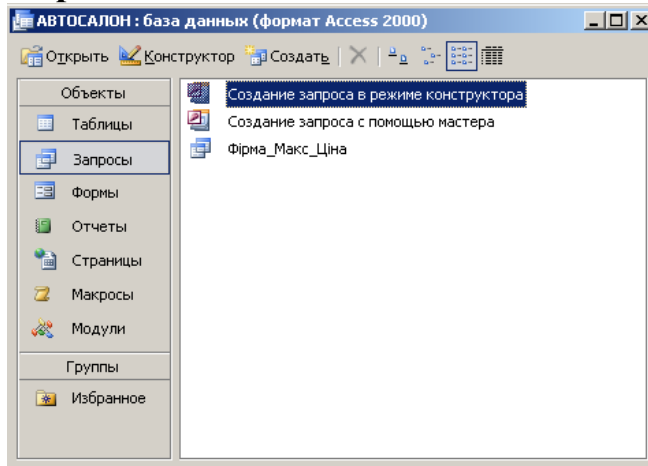 АВТОСАЛОН : база данных (формат Access 2000)
Открыть Конструктор Создать
Объекты
Таблицы
Запросы
Формы
Отчеты
Страницы
Макросы
Модули
Группы
Избранное
Создание запроса в режиме конструктора
Создание запроса с помощью мастера
Фірма_Макс_Ціна